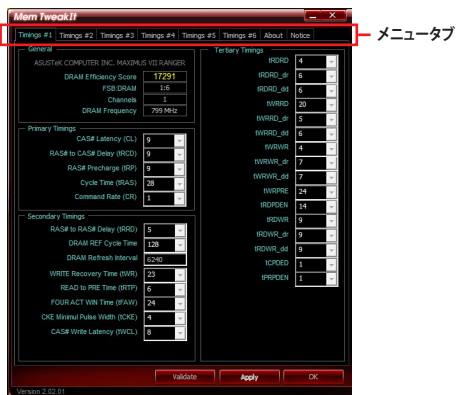 Mem TweakIt
Timings #1 Timings #2 Timings #3 Timings #4 Timings #5 Timings #6 About Notice
メニュータブ
General
ASUSTeK COMPUTER INC. MAXIMUS VII RANGER
DRAM Efficiency Score 17291
FSB:DRAM 1:6
Channels 1
DRAM Frequency 799 MHz
Primary Timings
CAS# Latency (CL) 9
RAS# to CAS# Delay (tRCD) 9
RAS# Precharge (tRP) 9
Cycle Time (tRAS) 28
Command Rate (CR) 1
Secondary Timings
RAS# to RAS# Delay (tRRD) 5
DRAM REF Cycle Time 128
DRAM Refresh Interval 6240
WRITE Recovery Time (tWR) 23
READ to PRE Time (tRTP) 6
FOUR ACT WIN Time (tFAW) 24
CKE Minimul Pulse Width (tCKE) 4
CAS# Write Latency (tWCL) 8
Tertiary Timings
tRDRD 4
tRDRD_dr 6
tRDRD_dd 6
tWRRD 20
tWRRD_dr 5
tWRRD_dd 6
tWRWR 4
tWRWR_dr 7
tWRWR_dd 7
tWRPRE 24
tRDPDEN 14
tRDWR 9
tRDWR_dr 9
tRDWR_dd 9
tCPDED 1
tPRPDEN 1
Validate Apply OK
Version 2.02.01